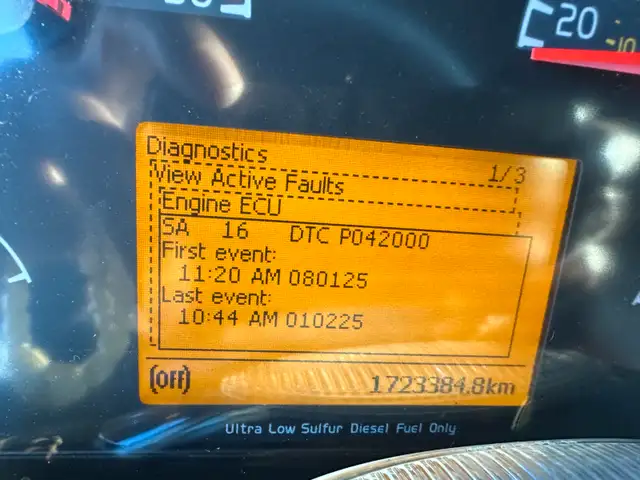 20
-10
Diagnostics 1/3
View Active Faults
Engine ECU
SA 16 DTC P042000
First event:
11:20 AM 080125
Last event:
10:44 AM 010225
(OFF) 1723384.8km
Ultra Low Sulfur Diesel Fuel Only